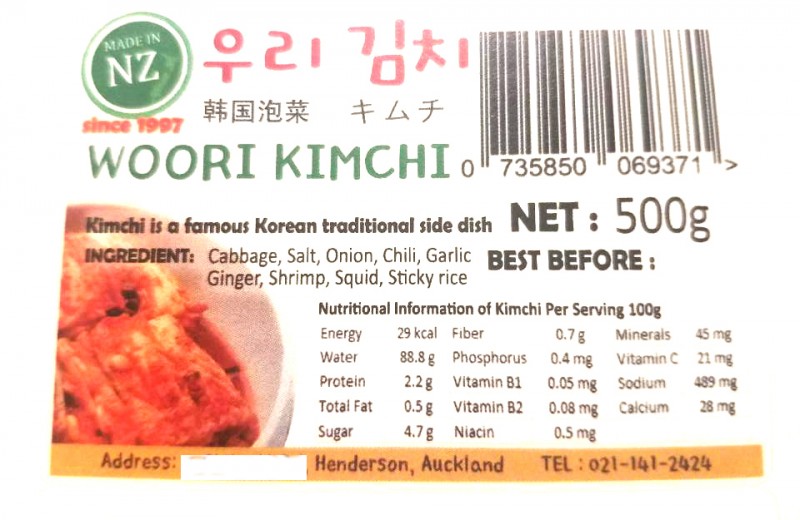 MADE IN
NZ
since 1997
우리 김치
韩国泡菜 キムチ
WOORI KIMCHI
0 735850 069371 >
Kimchi is a famous Korean traditional side dish
NET : 500g
INGREDIENT: Cabbage, Salt, Onion, Chili, Garlic
Ginger, Shrimp, Squid, Sticky rice
BEST BEFORE :
Nutritional Information of Kimchi Per Serving 100g
Energy 29 kcal Fiber 0.7 g Minerals 45 mg
Water 88.8 g Phosphorus 0.4 mg Vitamin C 21 mg
Protein 2.2 g Vitamin B1 0.05 mg Sodium 489 mg
Total Fat 0.5 g Vitamin B2 0.08 mg Calcium 28 mg
Sugar 4.7 g Niacin 0.5 mg
Address: Henderson, Auckland TEL : 021-141-2424